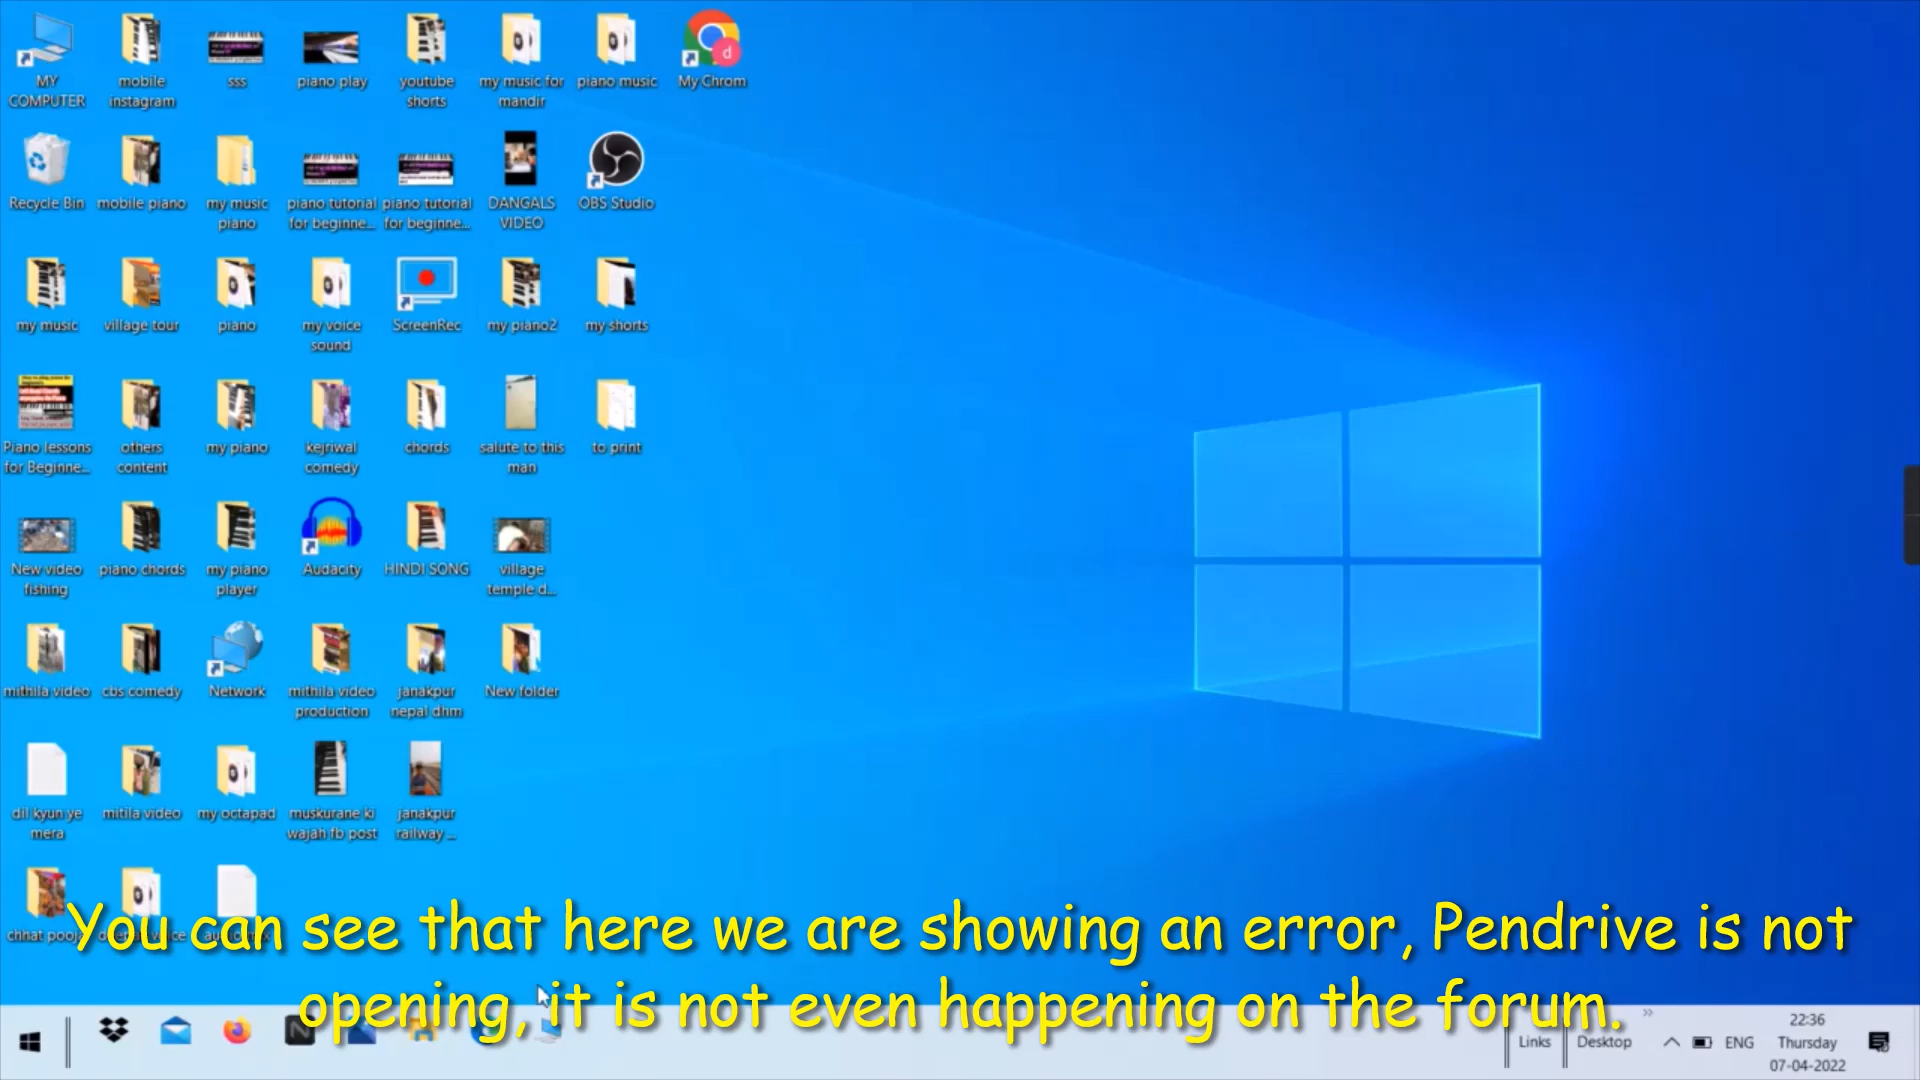 MY
COMPUTER
mobile
instagram
sss
piano play
youtube
shorts
my music for
mandir
piano music
My Chrom
Recycle Bin
mobile piano
my music
piano
piano tutorial
for beginne...
piano tutorial
for beginne...
DANGALS
VIDEO
OBS Studio
my music
village tour
piano
my voice
sound
ScreenRec
my piano2
my shorts
Piano lessons
for Beginne...
others
content
my piano
kejriwal
comedy
chords
salute to this
man
to print
New video
fishing
piano chords
my piano
player
Audacity
HINDI SONG
village
temple d...
mithila video
cbs comedy
Network
mithila video
production
janakpur
nepal dhm
New folder
dil kyun ye
mera
mitila video
my octapad
muskurane ki
wajah fb post
janakpur
railway ...
chhat pooja
You can see that here we are showing an error, Pendrive is not
opening, it is not even happening on the forum.
Links
Desktop
ENG
22:36
Thursday
07-04-2022